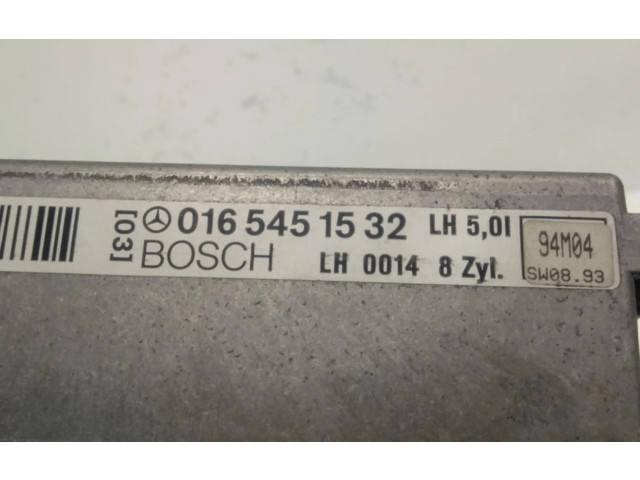 [03] 016 545 15 32 LH 5,0l
BOSCH LH 0014 8 Zyl.
94M04
SW08.93